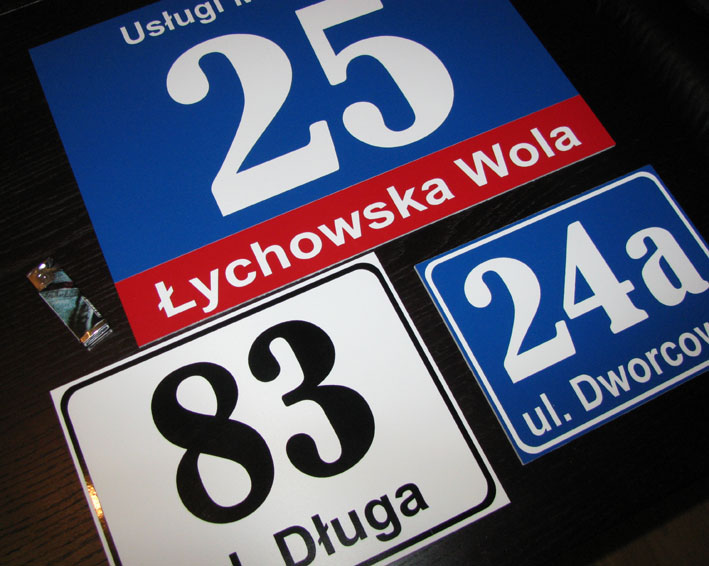 Usługi
25
Łychowska Wola
24a
ul. Dworcow
83
l. Długa